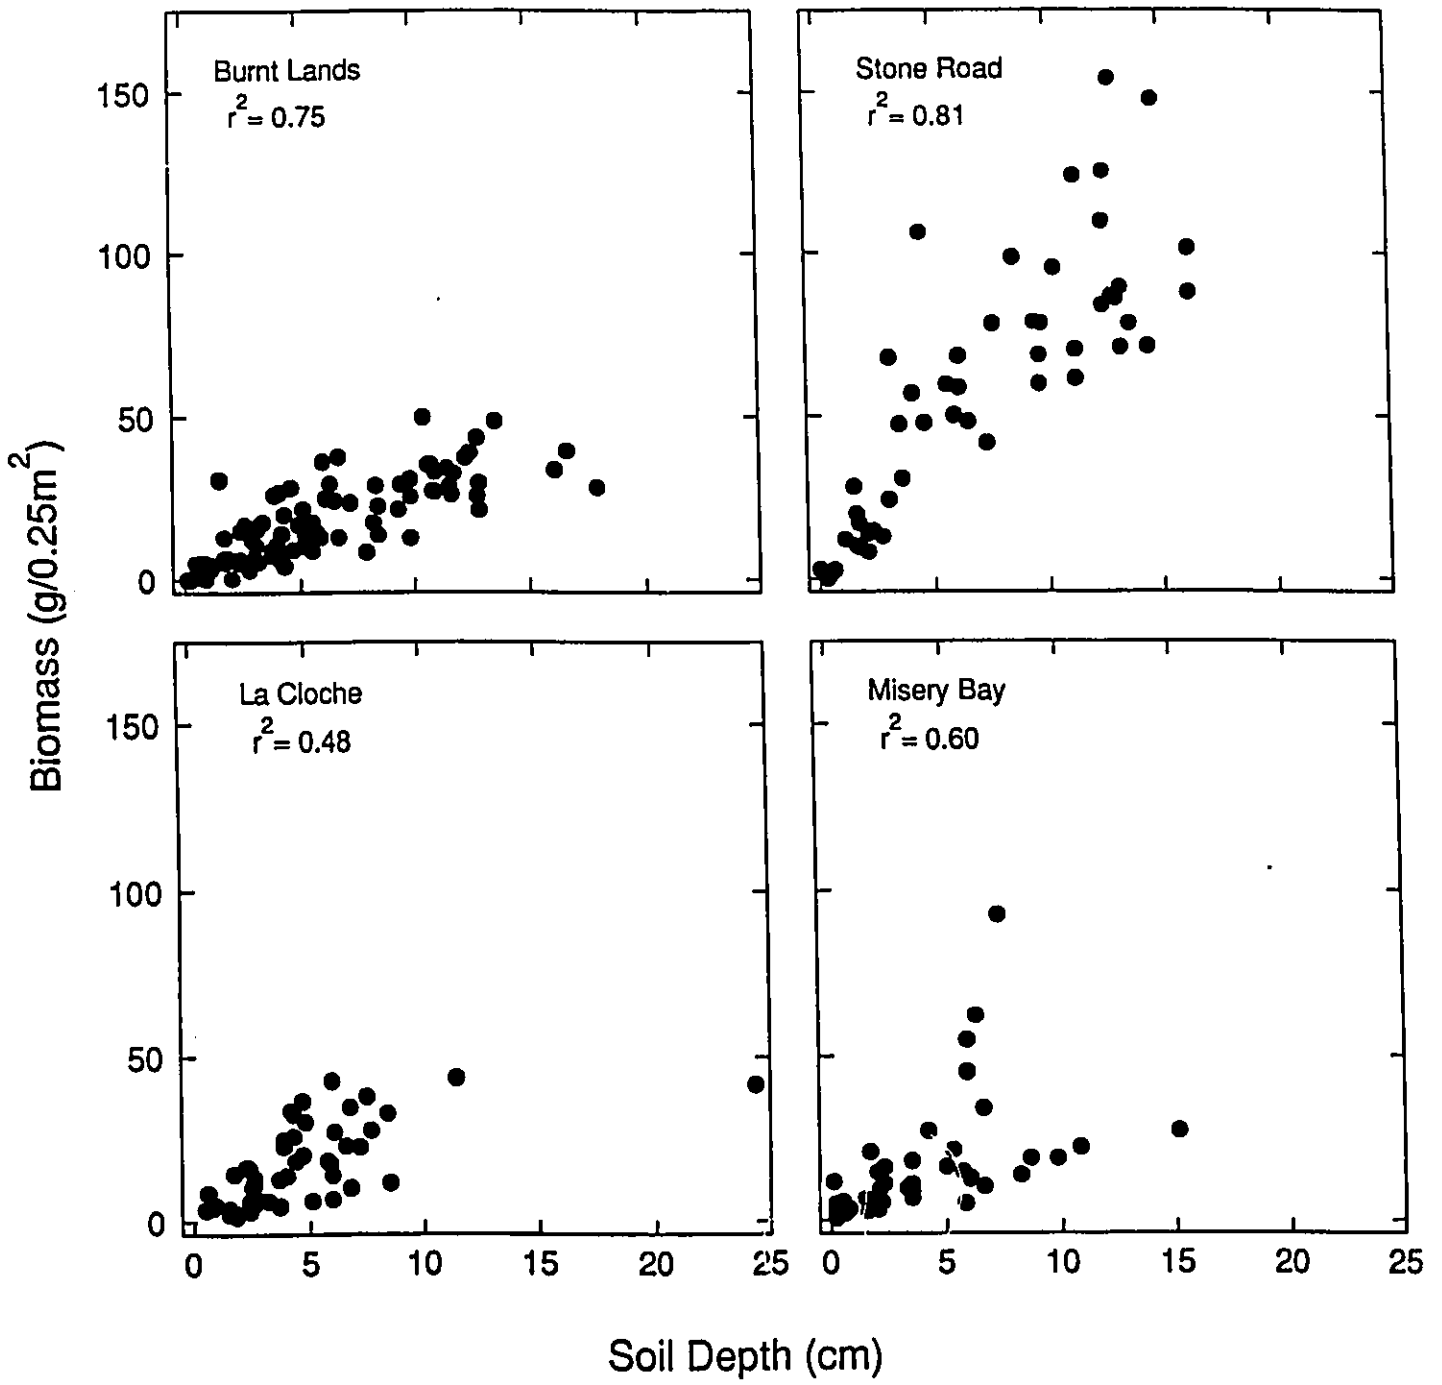 Burnt Lands
r²= 0.75
Stone Road
r²= 0.81
150
100
50
0
La Cloche
r²= 0.48
Misery Bay
r²= 0.60
150
100
50
0
0 5 10 15 20 25
0 5 10 15 20 25
Biomass (g/0.25m²)
Soil Depth (cm)